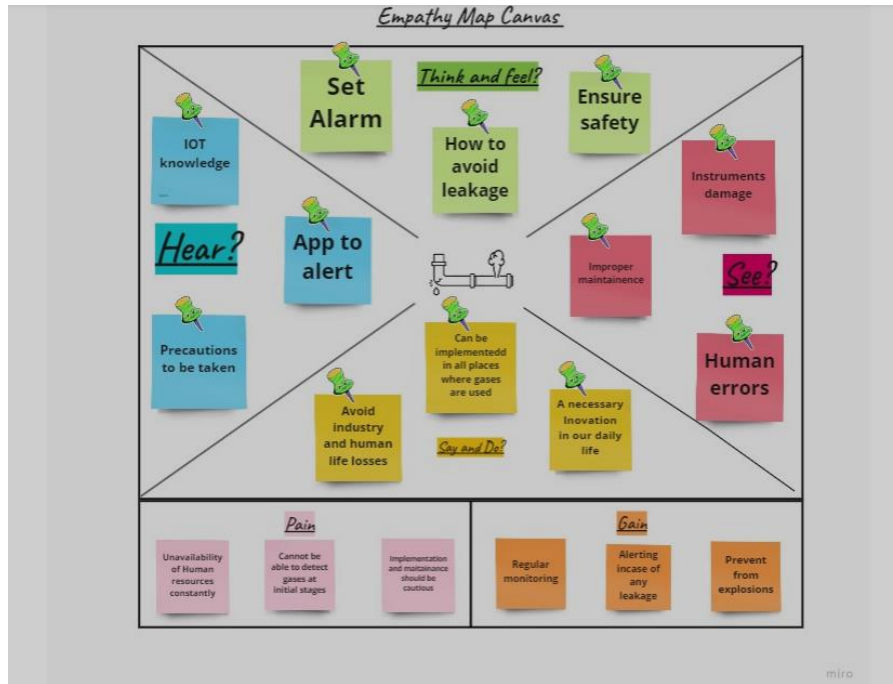 Empathy Map Canvas
Think and feel?
Set
Alarm
How to
avoid
leakage
Ensure
safety
IOT
knowledge
Hear?
App to
alert
Precautions
to be taken
Instruments
damage
Improper
maintainence
See?
Human
errors
Can be
implementedd
in all places
where gases
are used
Avoid
industry
and human
life losses
Say and Do?
A necessary
Inovation
in our daily
life
Pain
Unavailability
of Human
resources
constantly
Cannot be
able to detect
gases at
initial stages
Implementation
and maitainance
should be
cautious
Gain
Regular
monitoring
Alerting
incase of
any
leakage
Prevent
from
explosions
miro